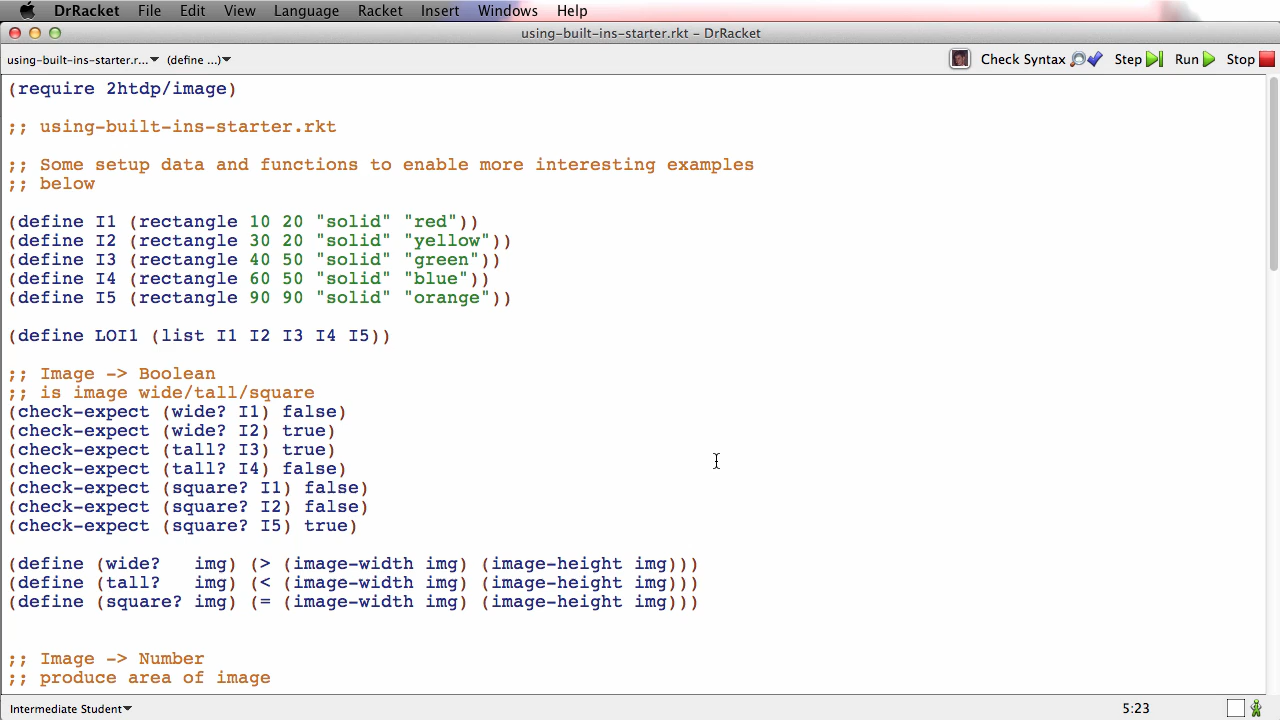 DrRacket File Edit View Language Racket Insert Windows Help
using-built-ins-starter.rkt - DrRacket
using-built-ins-starter.r... (define ...) Check Syntax Step Run Stop
(require 2htdp/image)
;; using-built-ins-starter.rkt
;; Some setup data and functions to enable more interesting examples
;; below
(define I1 (rectangle 10 20 "solid" "red"))
(define I2 (rectangle 30 20 "solid" "yellow"))
(define I3 (rectangle 40 50 "solid" "green"))
(define I4 (rectangle 60 50 "solid" "blue"))
(define I5 (rectangle 90 90 "solid" "orange"))
(define LOI1 (list I1 I2 I3 I4 I5))
;; Image -> Boolean
;; is image wide/tall/square
(check-expect (wide? I1) false)
(check-expect (wide? I2) true)
(check-expect (tall? I3) true)
(check-expect (tall? I4) false)
(check-expect (square? I1) false)
(check-expect (square? I2) false)
(check-expect (square? I5) true)
(define (wide?   img) (> (image-width img) (image-height img)))
(define (tall?   img) (< (image-width img) (image-height img)))
(define (square? img) (= (image-width img) (image-height img)))
;; Image -> Number
;; produce area of image
Intermediate Student 5:23